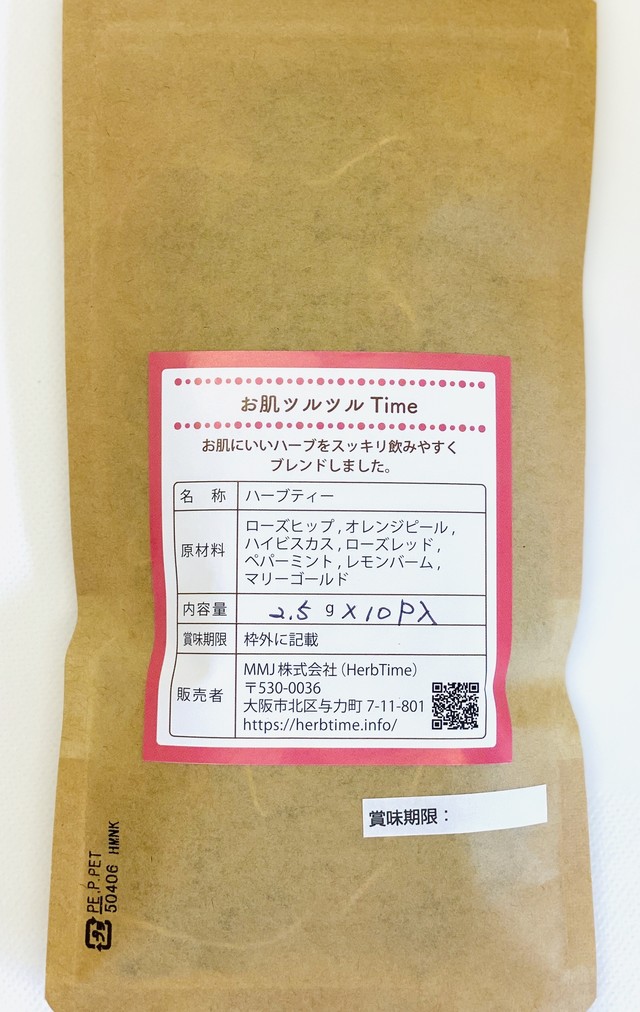 お肌ツルツル Time
お肌にいいハーブをスッキリ飲みやすく
ブレンドしました。
名 称 ハーブティー
原材料 ローズヒップ , オレンジピール ,
ハイビスカス , ローズレッド ,
ペパーミント , レモンバーム ,
マリーゴールド
内容量 2.5 g X 10 P入
賞味期限 枠外に記載
販売者 MMJ 株式会社（HerbTime）
〒530-0036
大阪市北区与力町 7-11-801
https://herbtime.info/
賞味期限：
プラ PE,P,PET
50406 HMNK